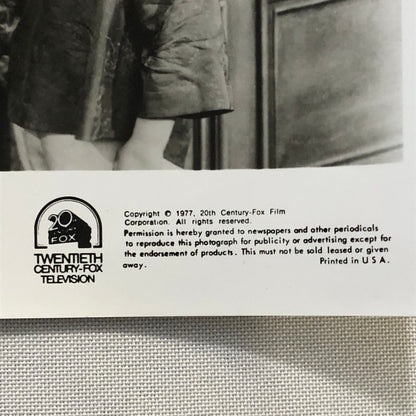 20th
FOX
TWENTIETH
CENTURY-FOX
TELEVISION
Copyright © 1977, 20th Century-Fox Film
Corporation. All rights reserved.
Permission is hereby granted to newspapers and other periodicals
to reproduce this photograph for publicity or advertising except for
the endorsement of products. This must not be sold leased or given
away. Printed in U S A.